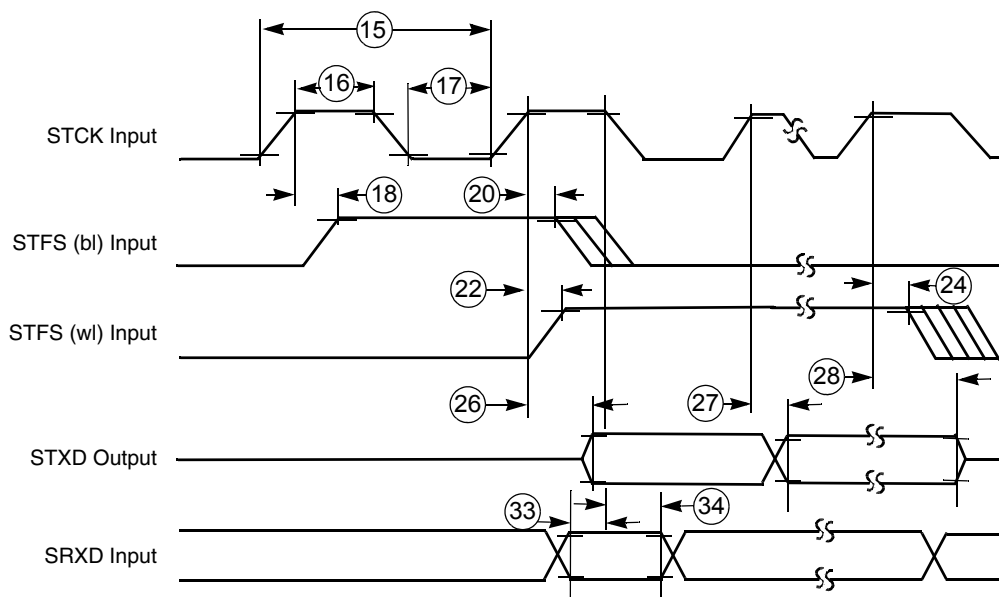 15
16
17
STCK Input
18
20
STFS (bl) Input
22
24
STFS (wl) Input
26
27
28
STXD Output
33
34
SRXD Input